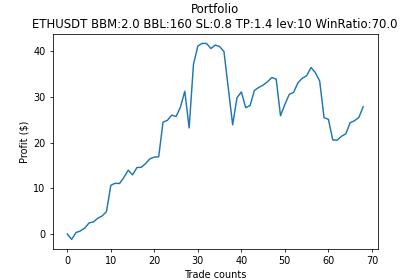 Portfolio
ETHUSDT BBM:2.0 BBL:160 SL:0.8 TP:1.4 lev:10 WinRatio:70.0
40
30
20
10
0
Profit ($)
0 10 20 30 40 50 60 70
Trade counts